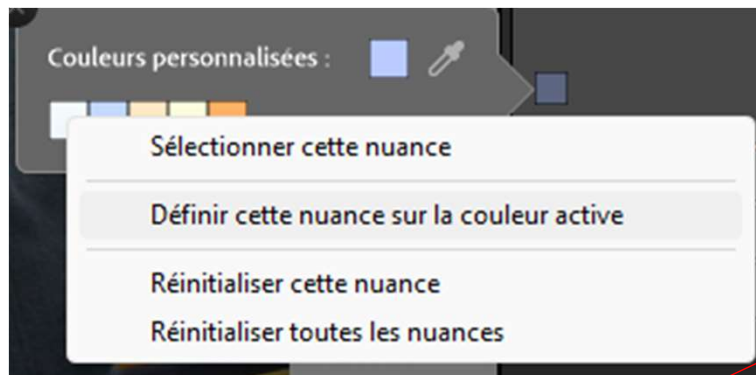 Couleurs personnalisées :
Sélectionner cette nuance
Définir cette nuance sur la couleur active
Réinitialiser cette nuance
Réinitialiser toutes les nuances